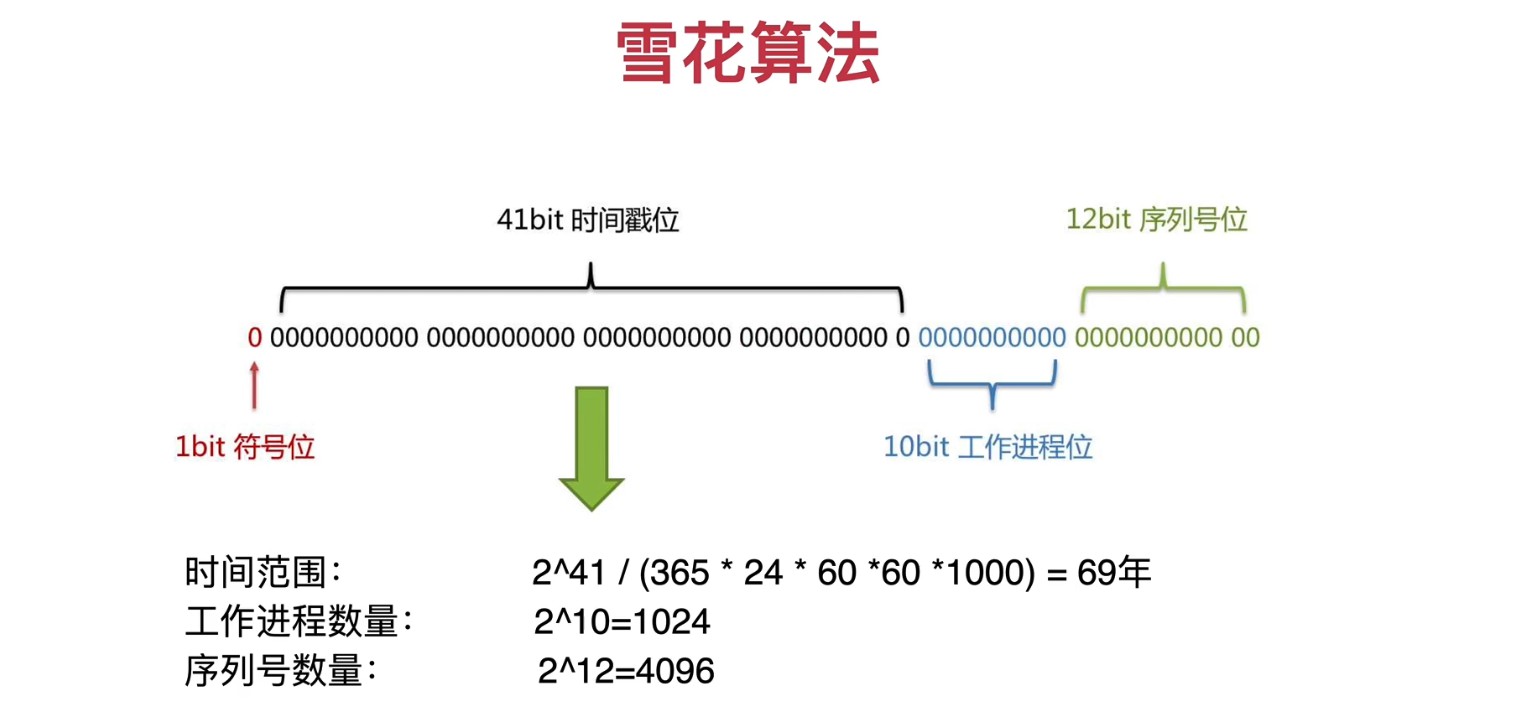 雪花算法
41bit 时间戳位
12bit 序列号位
0 0000000000 0000000000 0000000000 0000000000 0 0000000000 0000000000 00
1bit 符号位
10bit 工作进程位
时间范围： 2^41 / (365 * 24 * 60 *60 *1000) = 69年
工作进程数量： 2^10=1024
序列号数量： 2^12=4096